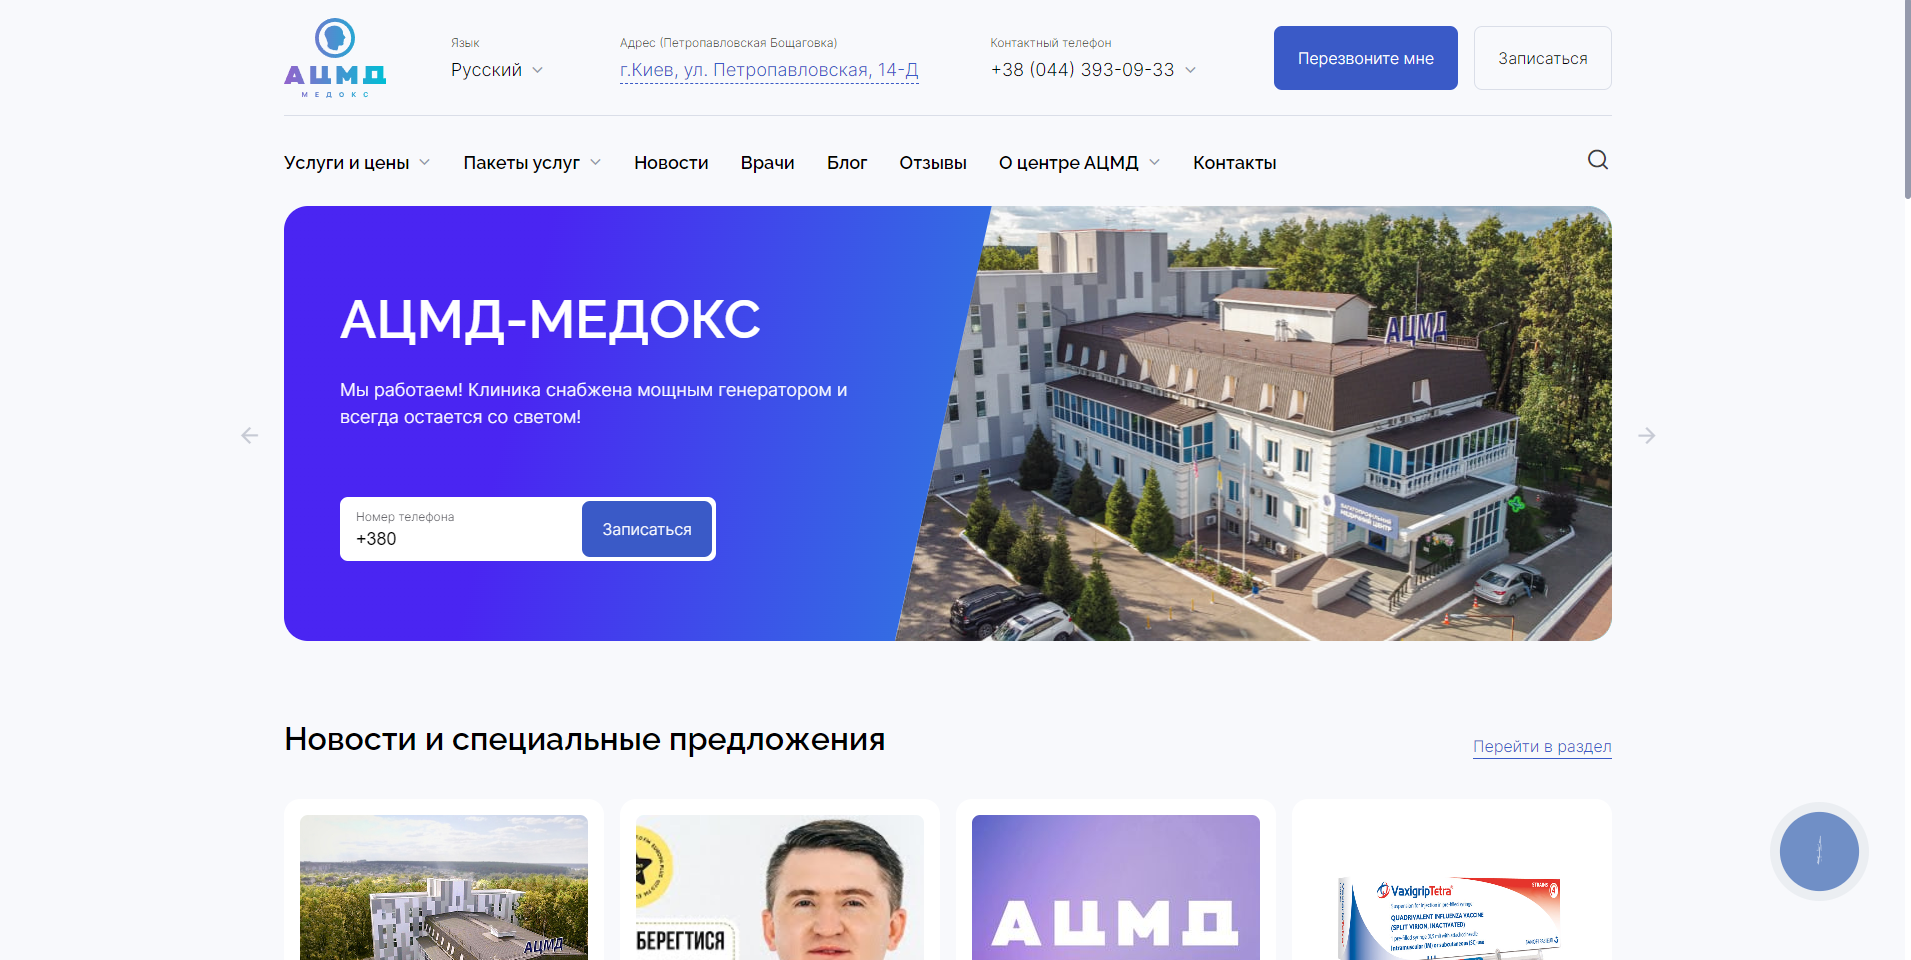 АЦМД
МЕДОКС
Язык
Русский
Адрес (Петропавловская Бощаговка)
г.Киев, ул. Петропавловская, 14-Д
Контактный телефон
+38 (044) 393-09-33
Перезвоните мне
Записаться
Услуги и цены
Пакеты услуг
Новости
Врачи
Блог
Отзывы
О центре АЦМД
Контакты
АЦМД-МЕДОКС
Мы работаем! Клиника снабжена мощным генератором и
всегда остается со светом!
Номер телефона
+380
Записаться
АЦМД
БАГАТОПРОФІЛЬНИЙ
МЕДИЧНИЙ ЦЕНТР
Новости и специальные предложения
Перейти в раздел
АЦМД
БЕРЕГТИСЯ
АЦМД
VaxigripTetra
QUADRIVALENT INFLUENZA VACCINE
(SPLIT VIRION, INACTIVATED)